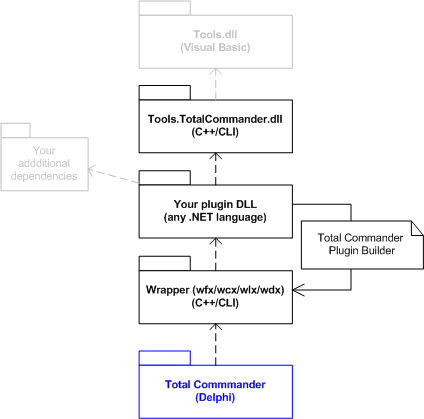 Tools.dll
(Visual Basic)
Tools.TotalCommander.dll
(C++/CLI)
Your
addditional
dependencies
Your plugin DLL
(any .NET language)
Total Commander
Plugin Builder
Wrapper (wfx/wcx/wlx/wdx)
(C++/CLI)
Total Commmander
(Delphi)